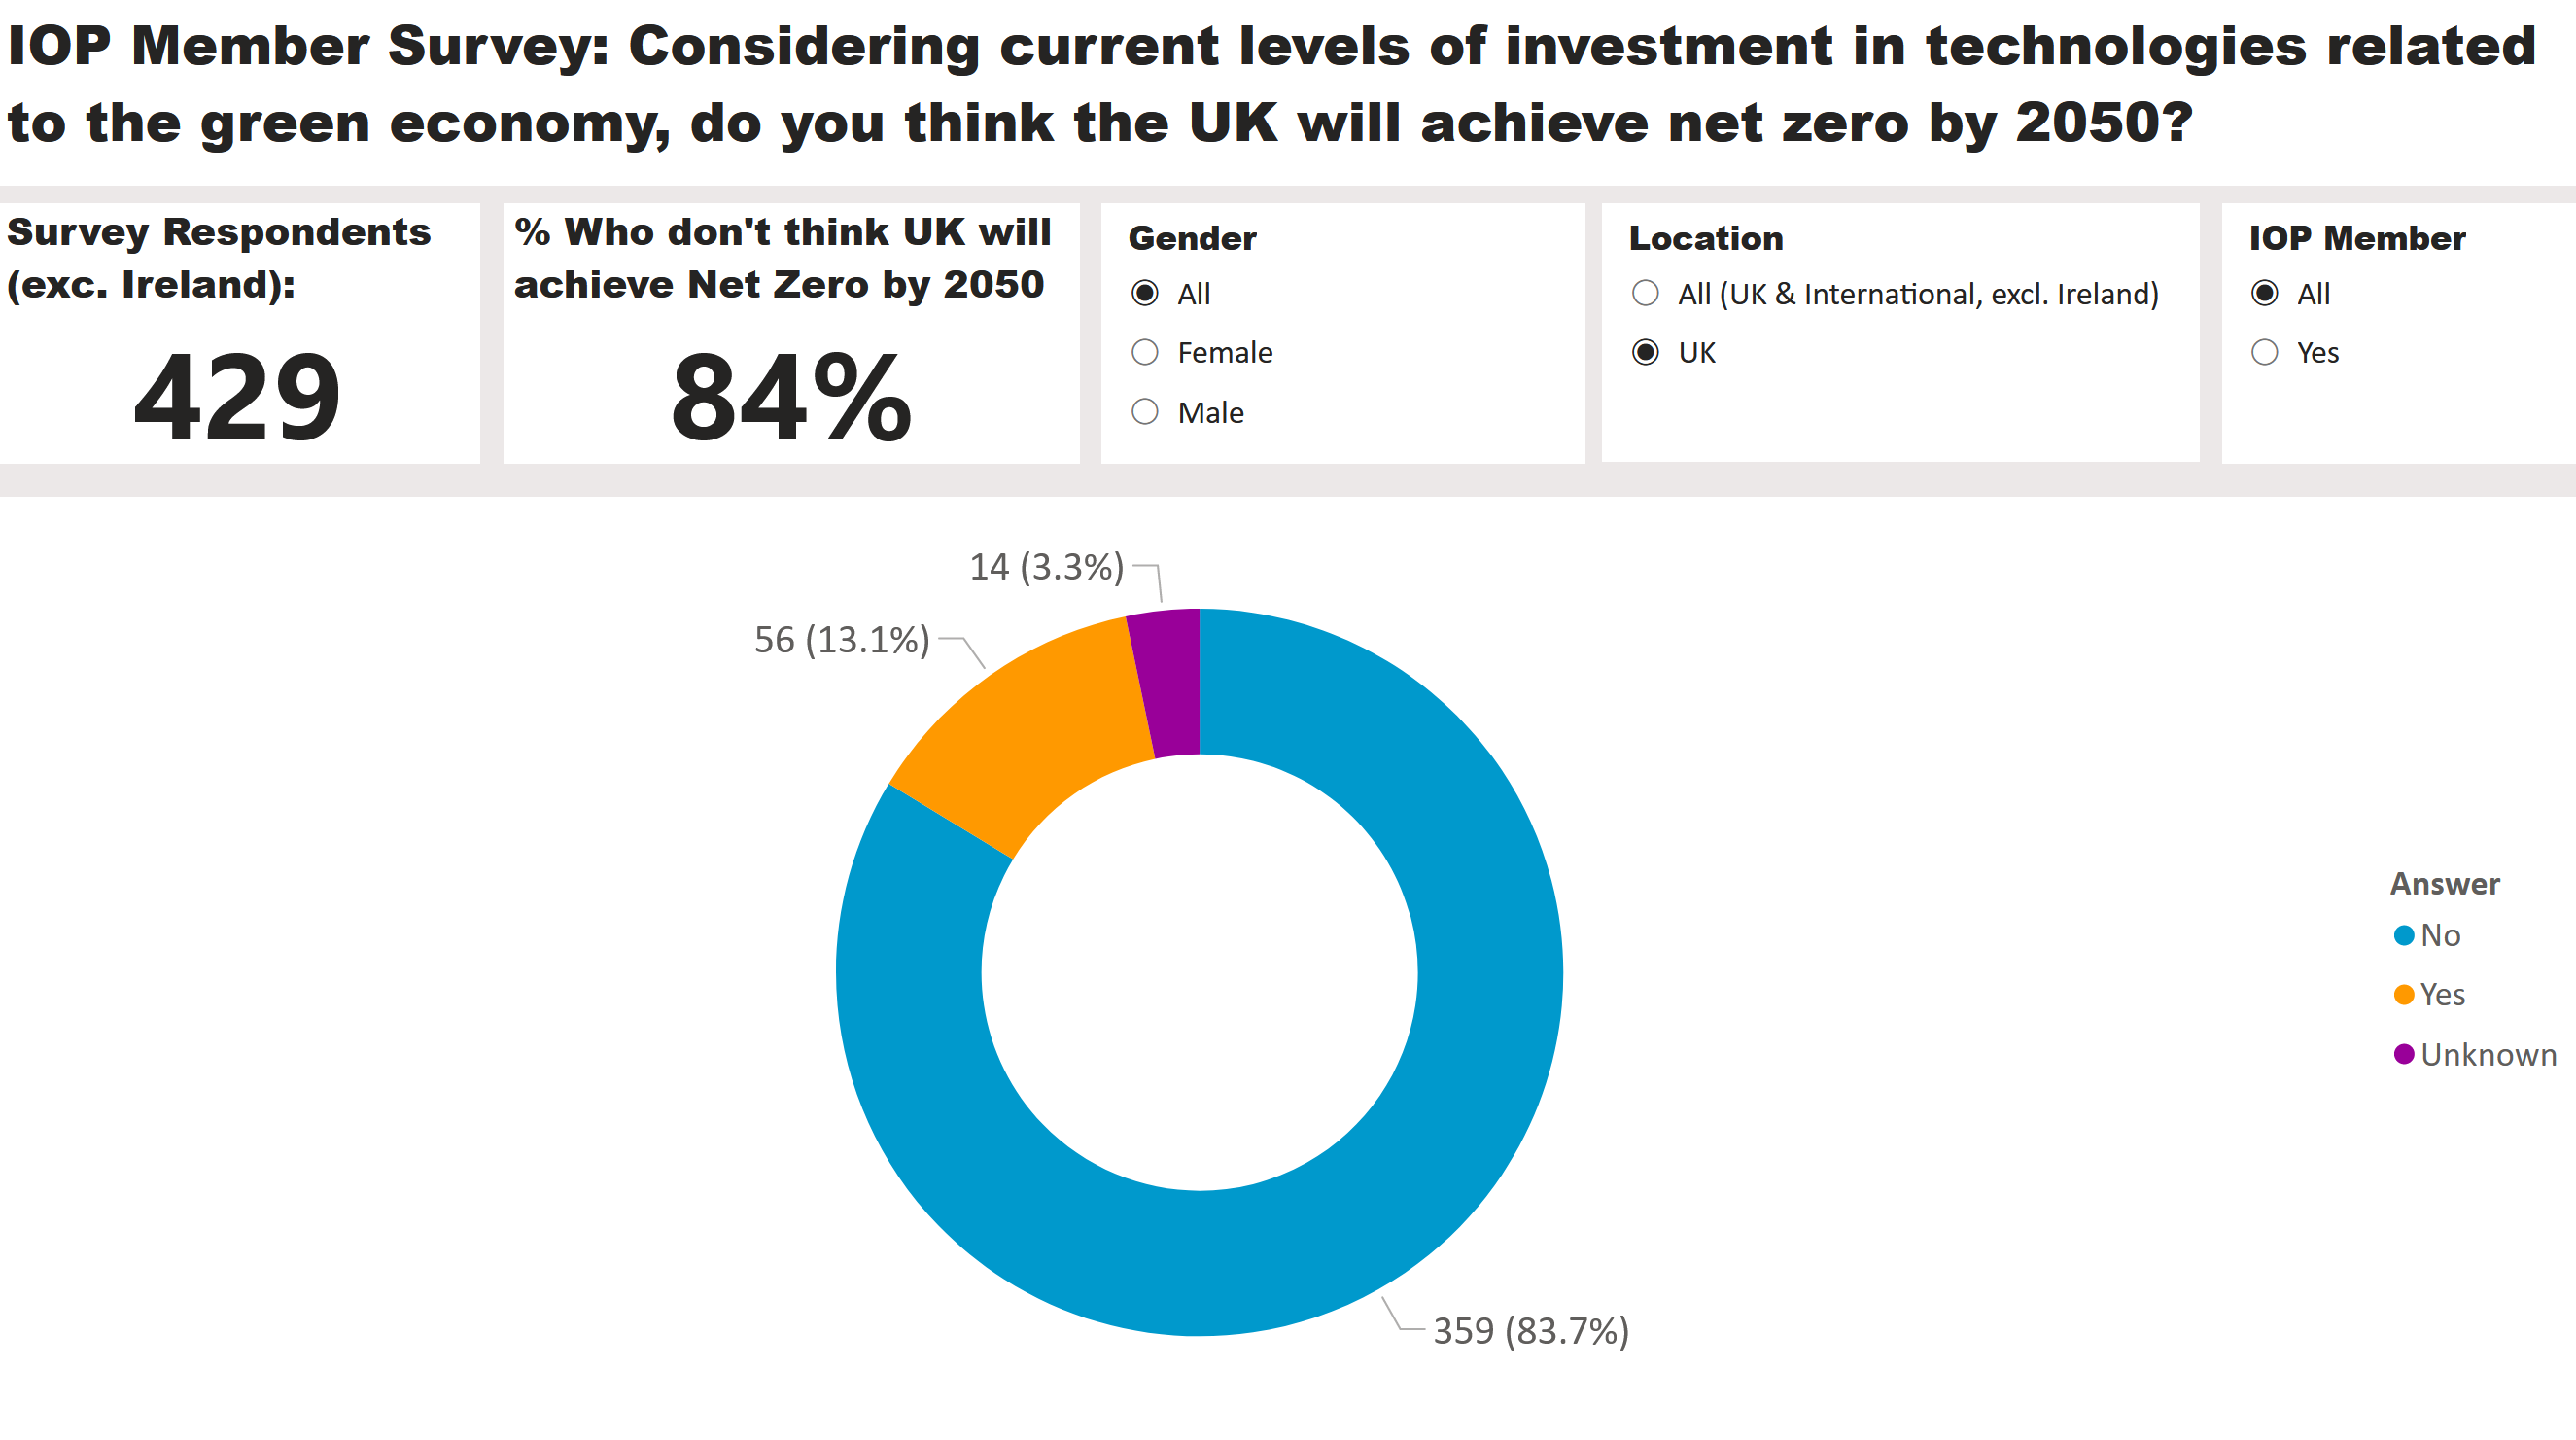 IOP Member Survey: Considering current levels of investment in technologies related
to the green economy, do you think the UK will achieve net zero by 2050?
Survey Respondents
(exc. Ireland):
429
% Who don't think UK will
achieve Net Zero by 2050
84%
Gender
All
Female
Male
Location
All (UK & International, excl. Ireland)
UK
IOP Member
All
Yes
14 (3.3%)
56 (13.1%)
359 (83.7%)
Answer
No
Yes
Unknown